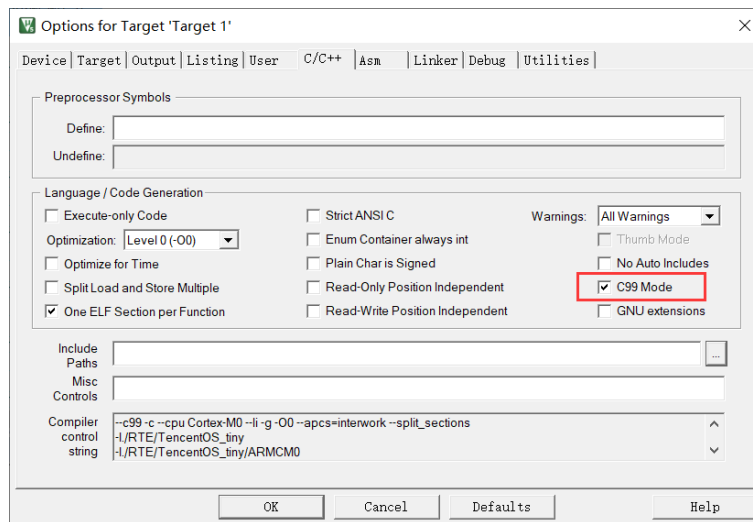 Options for Target 'Target 1'
Device Target Output Listing User C/C++ Asm Linker Debug Utilities
Preprocessor Symbols
Define:
Undefine:
Language / Code Generation
Execute-only Code Strict ANSI C Warnings: All Warnings
Optimization: Level 0 (-O0) Enum Container always int Thumb Mode
Optimize for Time Plain Char is Signed No Auto Includes
Split Load and Store Multiple Read-Only Position Independent C99 Mode
One ELF Section per Function Read-Write Position Independent GNU extensions
Include
Paths ...
Misc
Controls
Compiler --c99 -c --cpu Cortex-M0 --li -g -O0 --apcs=interwork --split_sections
control -I./RTE/TencentOS_tiny
string -I./RTE/TencentOS_tiny/ARMCM0
OK Cancel Defaults Help